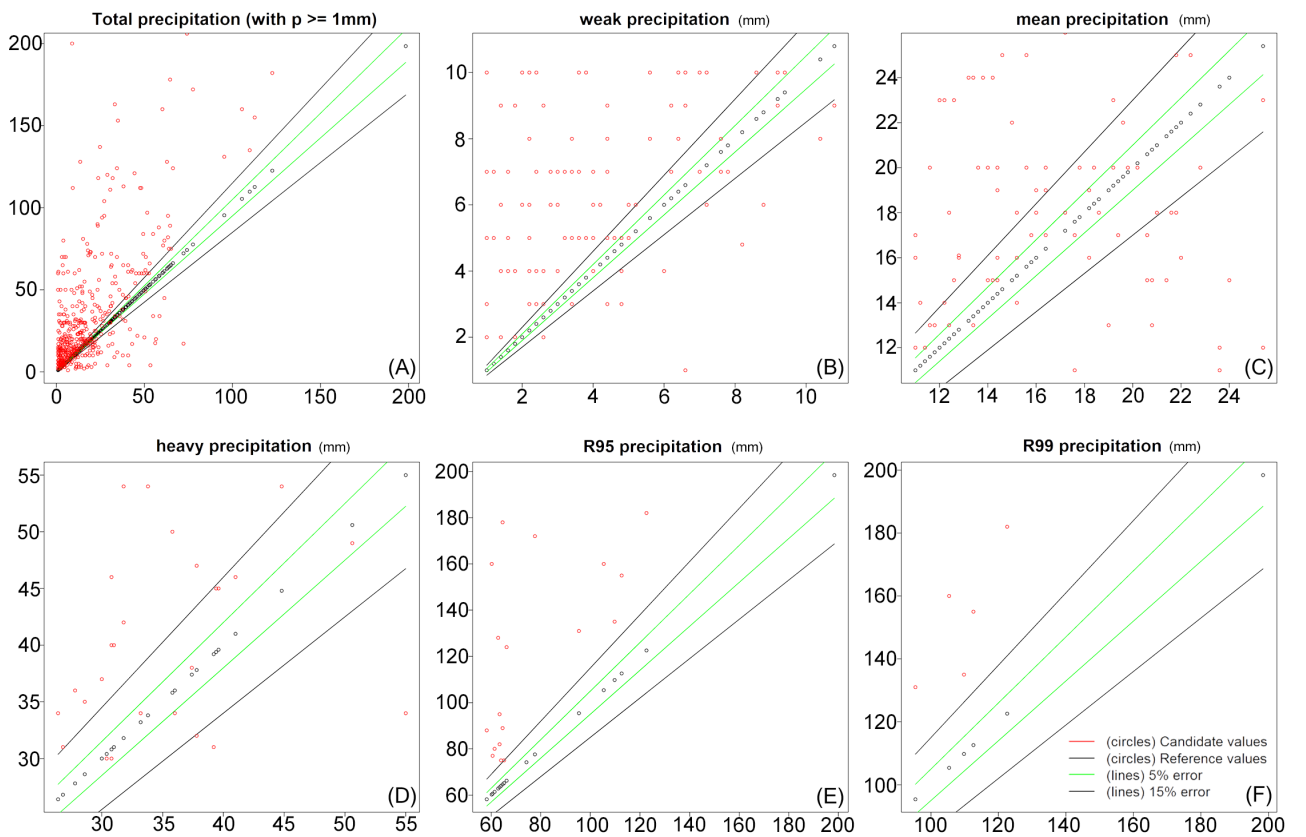 Total precipitation (with p >= 1mm)
200
150
100
50
0
0 50 100 150 200
(A)
weak precipitation (mm)
10
8
6
4
2
2 4 6 8 10
(B)
mean precipitation (mm)
24
22
20
18
16
14
12
12 14 16 18 20 22 24
(C)
heavy precipitation (mm)
55
50
45
40
35
30
30 35 40 45 50 55
(D)
R95 precipitation (mm)
200
180
160
140
120
100
80
60
60 80 100 120 140 160 180 200
(E)
R99 precipitation (mm)
200
180
160
140
120
100
100 120 140 160 180 200
(circles) Candidate values
(circles) Reference values
(lines) 5% error
(lines) 15% error
(F)